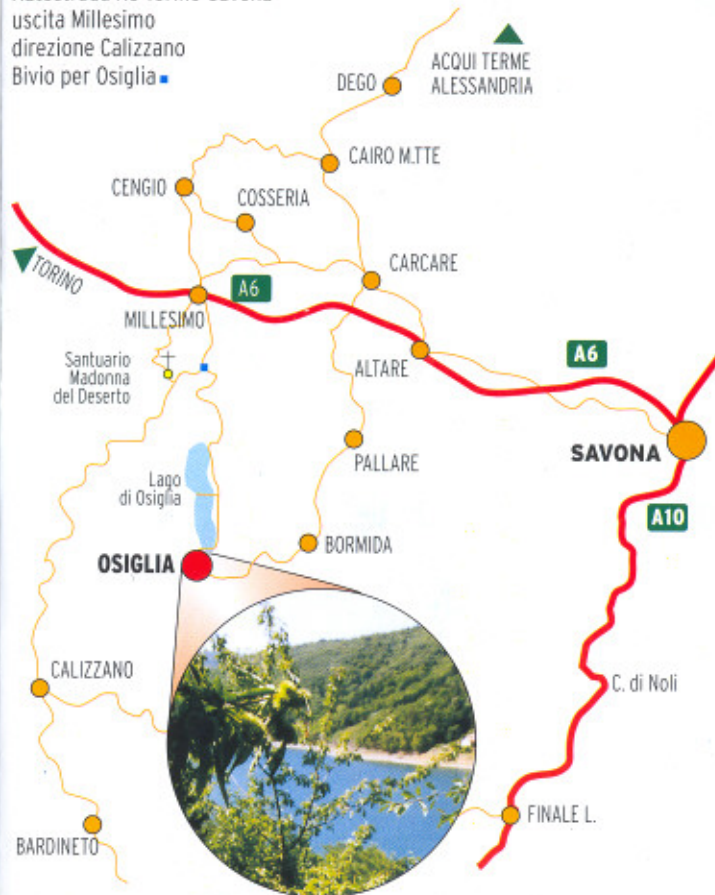 uscita Millesimo
direzione Calizzano
Bivio per Osiglia
ACQUI TERME
ALESSANDRIA
DEGO
CAIRO M.TTE
CENGIO
COSSERIA
CARCARE
TORINO
A6
MILLESIMO
Santuario
Madonna
del Deserto
ALTARE
A6
SAVONA
PALLARE
Lago
di Osiglia
A10
BORMIDA
OSIGLIA
CALIZZANO
C. di Noli
FINALE L.
BARDINETO